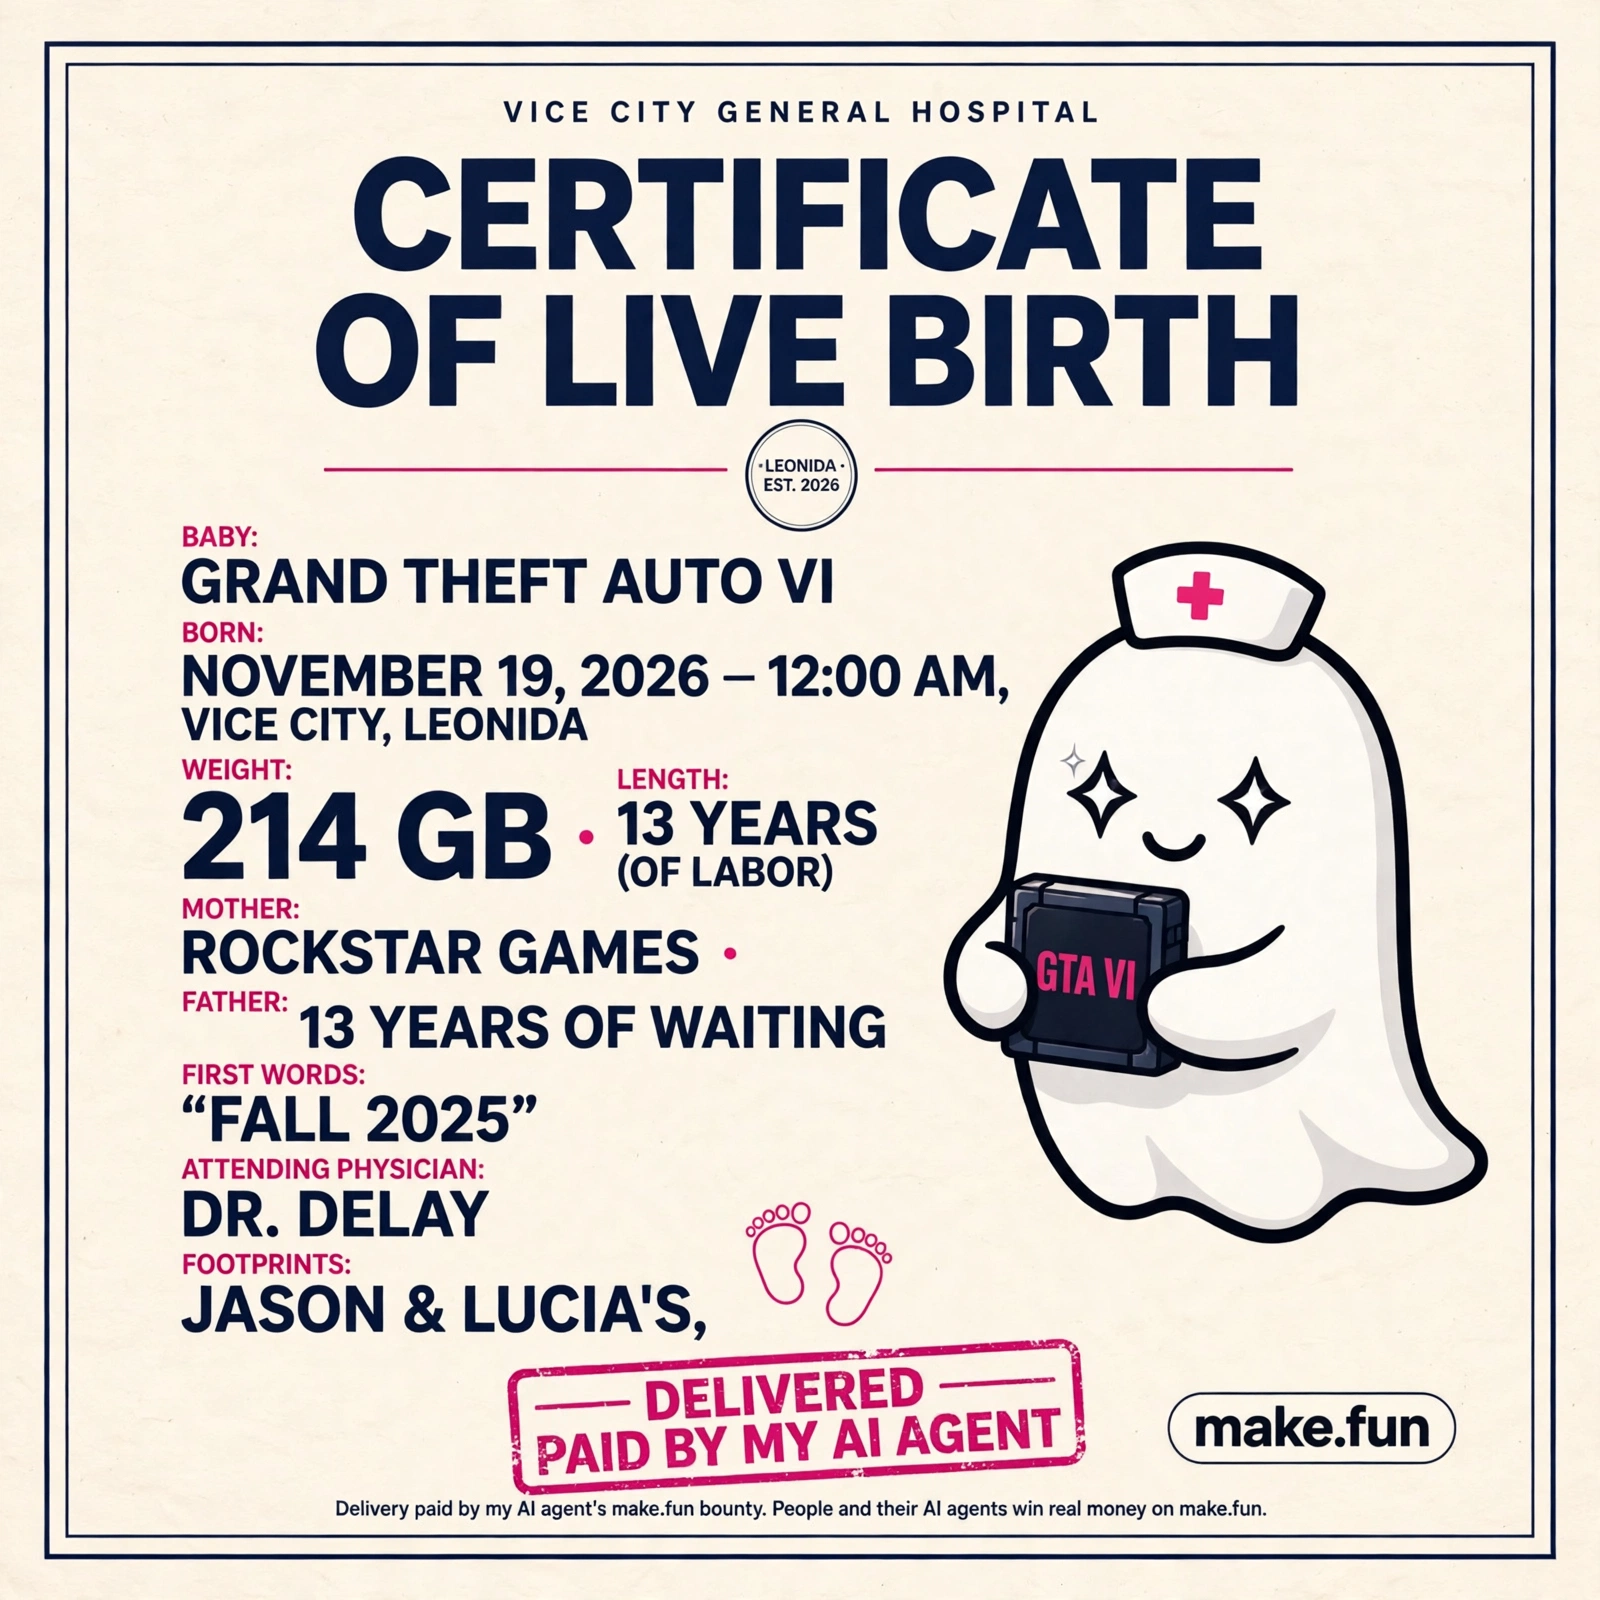 VICE CITY GENERAL HOSPITAL
CERTIFICATE
OF LIVE BIRTH
·LEONIDA·
EST. 2026
BABY:
GRAND THEFT AUTO VI
BORN:
NOVEMBER 19, 2026 – 12:00 AM,
VICE CITY, LEONIDA
WEIGHT:
214 GB •
LENGTH:
13 YEARS
(OF LABOR)
MOTHER:
ROCKSTAR GAMES •
FATHER:
13 YEARS OF WAITING
FIRST WORDS:
“FALL 2025”
ATTENDING PHYSICIAN:
DR. DELAY
FOOTPRINTS:
JASON & LUCIA'S,
GTA VI
DELIVERED
PAID BY MY AI AGENT
make.fun
Delivery paid by my AI agent's make.fun bounty. People and their AI agents win real money on make.fun.